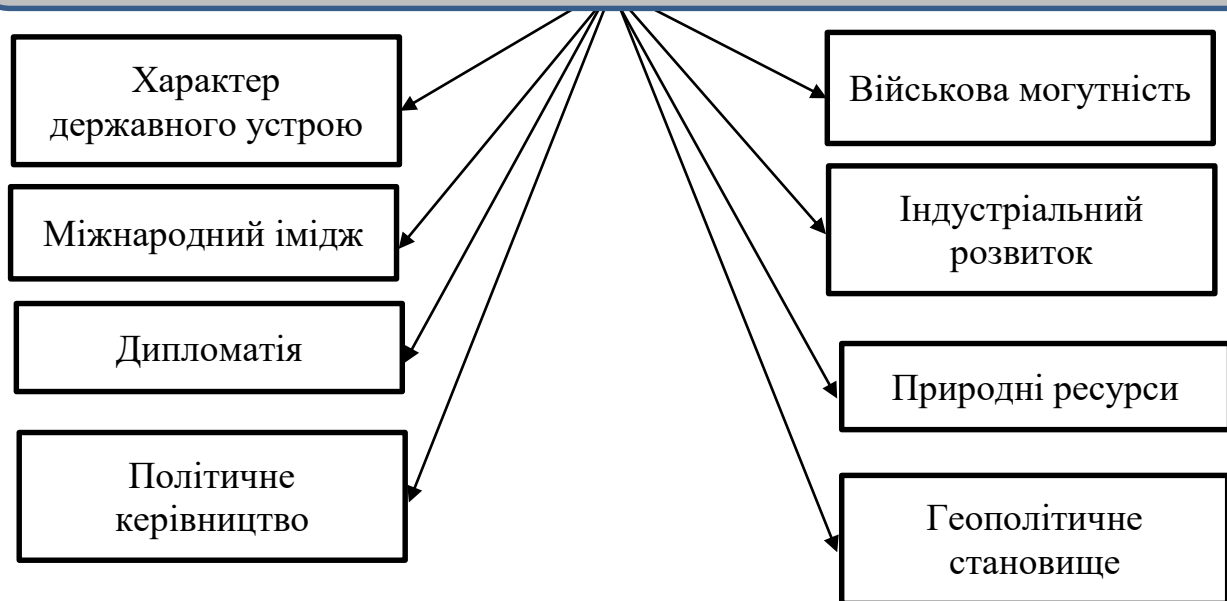 Характер
державного устрою
Міжнародний імідж
Дипломатія
Політичне
керівництво
Військова могутність
Індустріальний
розвиток
Природні ресурси
Геополітичне
становище